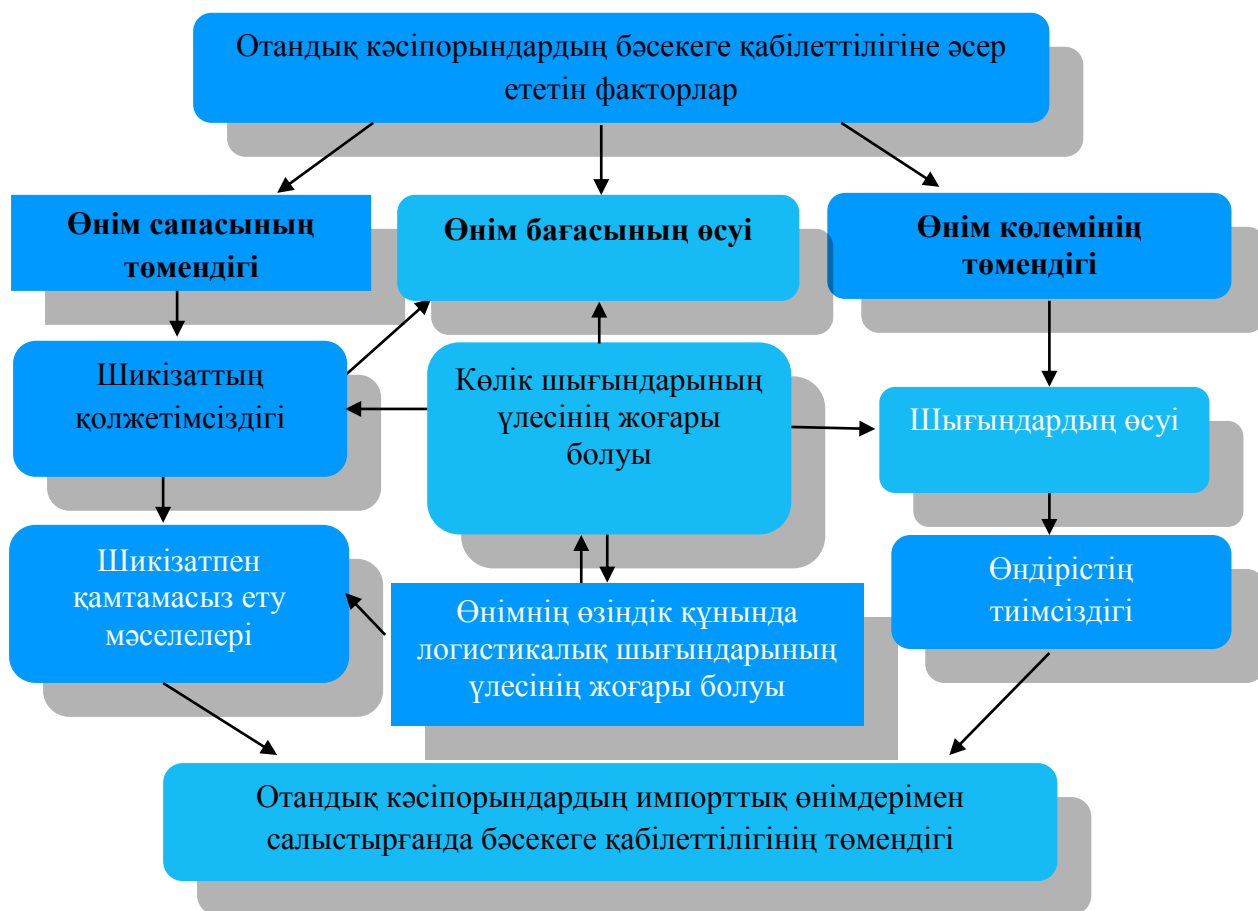 Отандық кәсіпорындардың бәсекеге қабілеттілігіне әсер
ететін факторлар
Өнім сапасының
төмендігі
Өнім бағасының өсуі
Өнім көлемінің
төмендігі
Шикізаттың
қолжетімсіздігі
Көлік шығындарының
үлесінің жоғары
болуы
Шығындардың өсуі
Шикізатпен
қамтамасыз ету
мәселелері
Өнімнің өзіндік құнында
логистикалық шығындарының
үлесінің жоғары болуы
Өндірістің
тиімсіздігі
Отандық кәсіпорындардың импорттық өнімдерімен
салыстырғанда бәсекеге қабілеттілігінің төмендігі